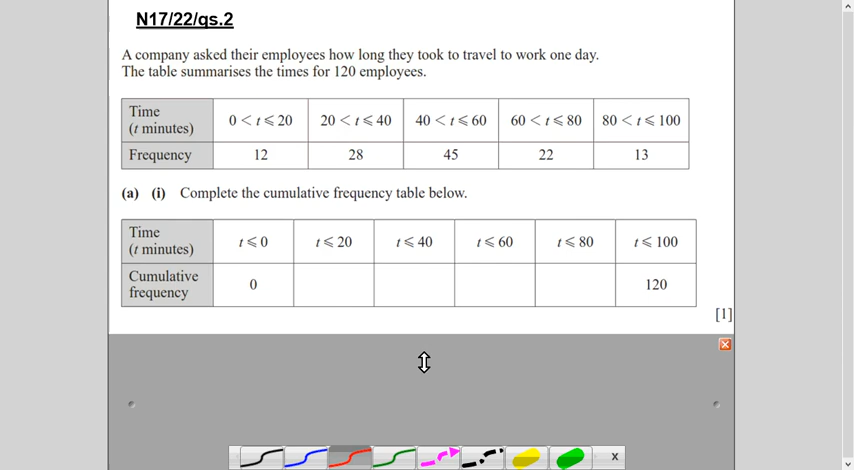 N17/22/qs.2
A company asked their employees how long they took to travel to work one day.
The table summarises the times for 120 employees.
Time (t minutes) 0 < t ⩽ 20 20 < t ⩽ 40 40 < t ⩽ 60 60 < t ⩽ 80 80 < t ⩽ 100
Frequency 12 28 45 22 13
(a) (i) Complete the cumulative frequency table below.
Time (t minutes) t ⩽ 0 t ⩽ 20 t ⩽ 40 t ⩽ 60 t ⩽ 80 t ⩽ 100
Cumulative frequency 0 120
[1]
x